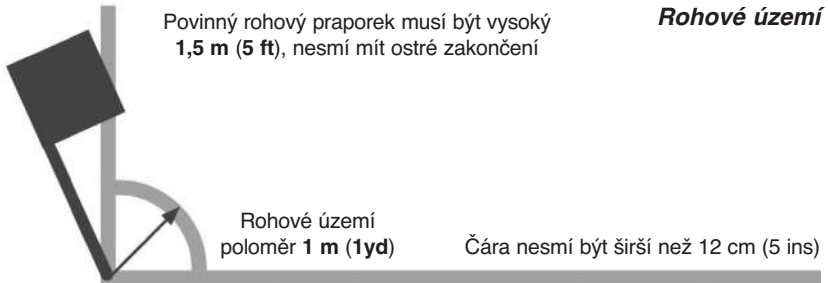 Rohové území
Povinný rohový praporek musí být vysoký
1,5 m (5 ft), nesmí mít ostré zakončení
Rohové území
poloměr 1 m (1yd)
Čára nesmí být širší než 12 cm (5 ins)